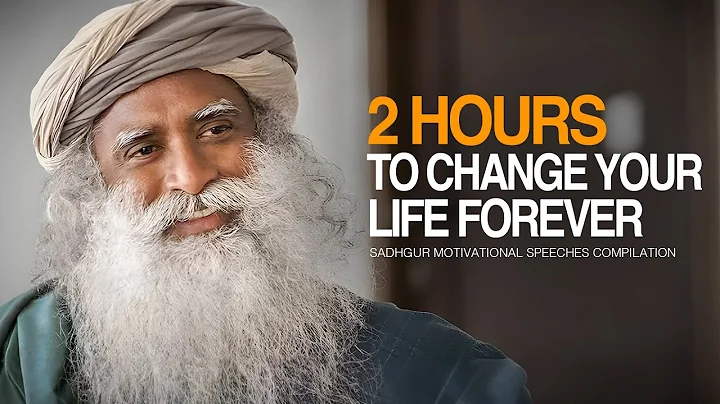 2 HOURS
TO CHANGE YOUR
LIFE FOREVER
SADHGUR MOTIVATIONAL SPEECHES COMPILATION